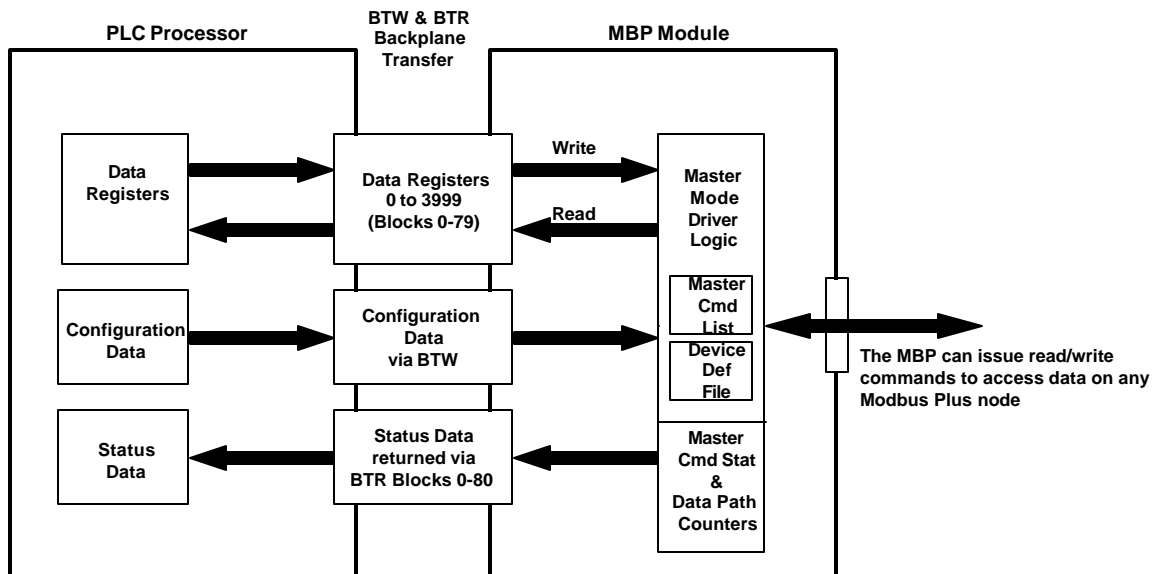 PLC Processor
BTW & BTR
Backplane
Transfer
MBP Module
Data
Registers
Data Registers
0 to 3999
(Blocks 0-79)
Write
Read
Master
Mode
Driver
Logic
Master
Cmd
List
Device
Def
File
Configuration
Data
Configuration
Data
via BTW
The MBP can issue read/write
commands to access data on any
Modbus Plus node
Status
Data
Status Data
returned via
BTR Blocks 0-80
Master
Cmd Stat
&
Data Path
Counters